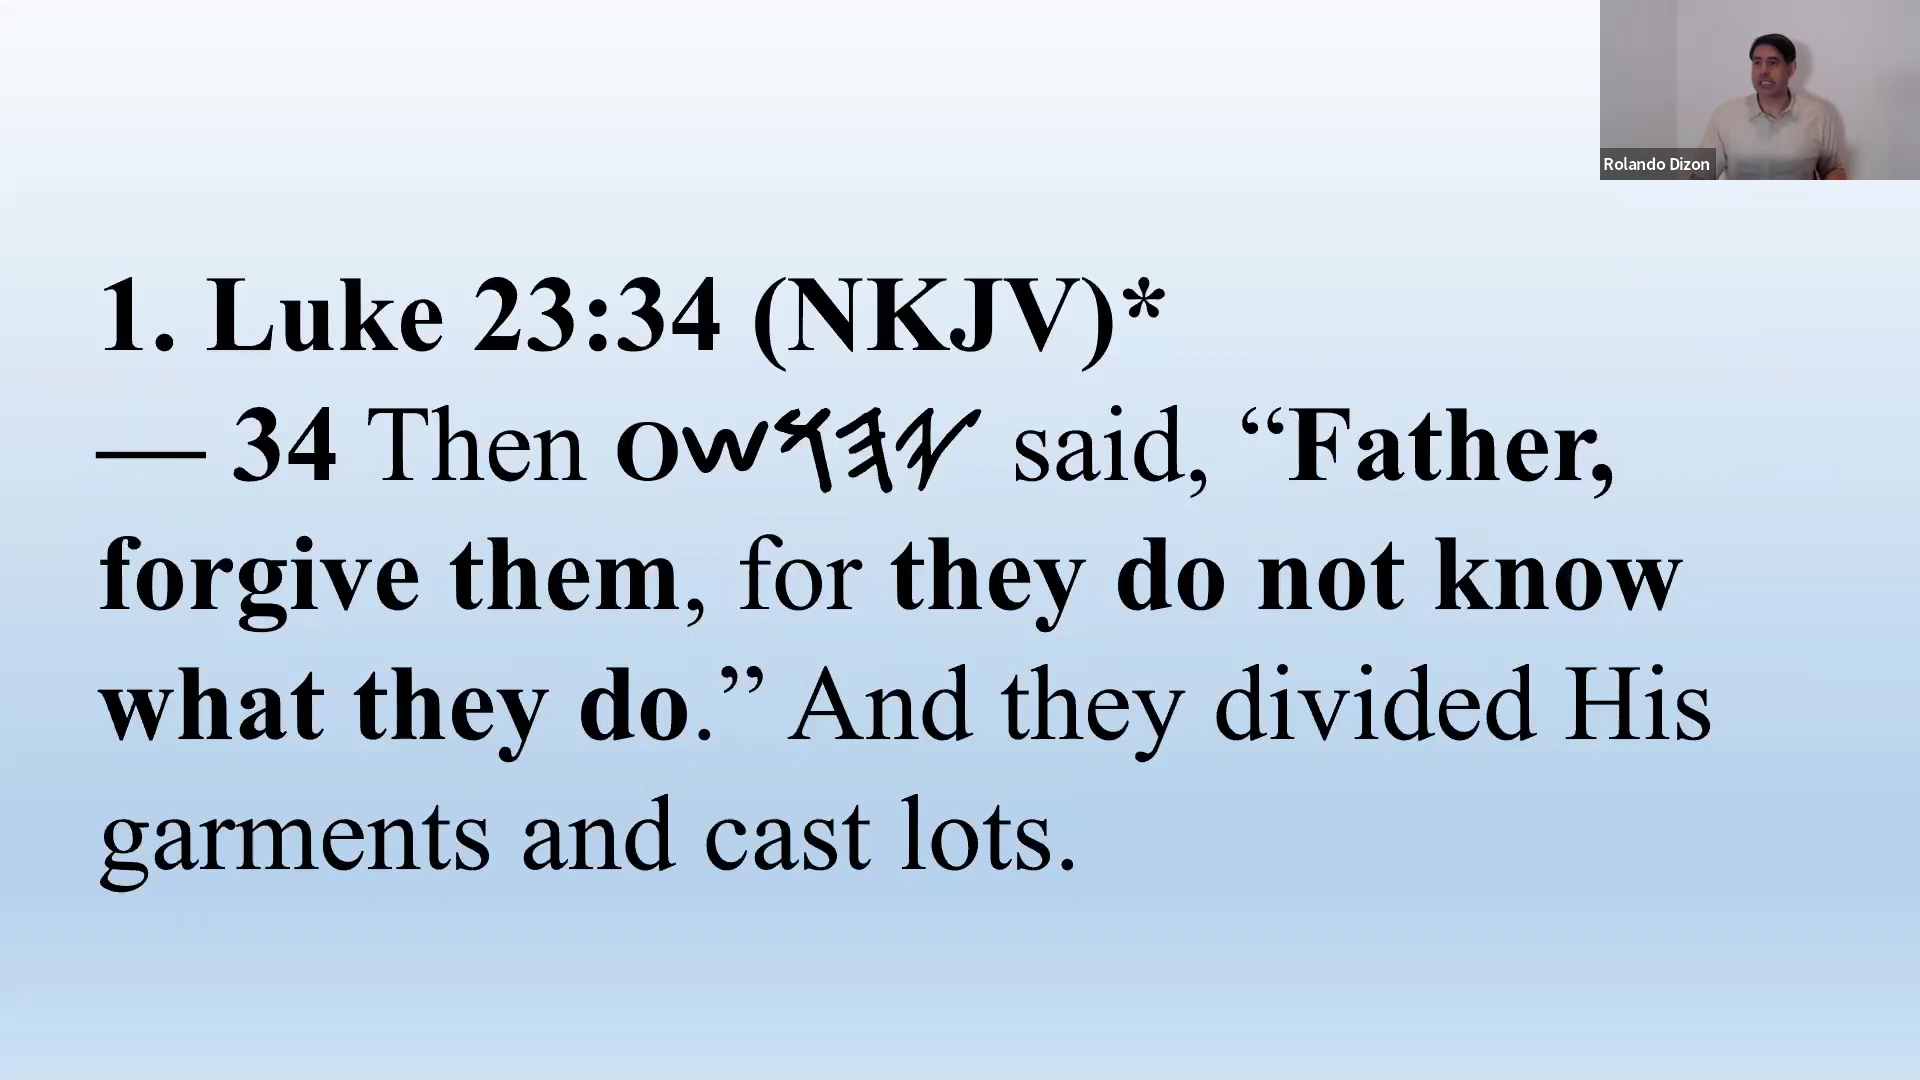 Rolando Dizon
1. Luke 23:34 (NKJV)*
— 34 Then 𐤉𐤄𐤅𐤔𐤏 said, “Father,
forgive them, for they do not know
what they do.” And they divided His
garments and cast lots.